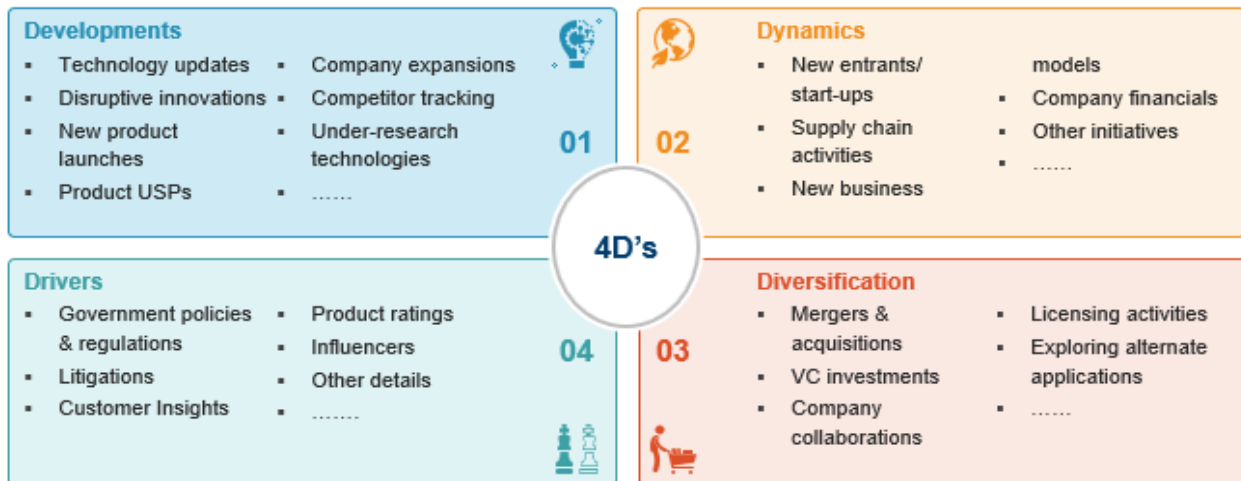 Developments
▪ Technology updates
▪ Disruptive innovations
▪ New product
launches
▪ Product USPs
▪ Company expansions
▪ Competitor tracking
▪ Under-research
technologies
▪ ......
01
02
Dynamics
▪ New entrants/
start-ups
▪ Supply chain
activities
▪ New business
models
▪ Company financials
▪ Other initiatives
▪ ......
4D's
Drivers
▪ Government policies
& regulations
▪ Litigations
▪ Customer Insights
▪ Product ratings
▪ Influencers
▪ Other details
▪ .......
04
03
Diversification
▪ Mergers &
acquisitions
▪ VC investments
▪ Company
collaborations
▪ Licensing activities
▪ Exploring alternate
applications
▪ ......